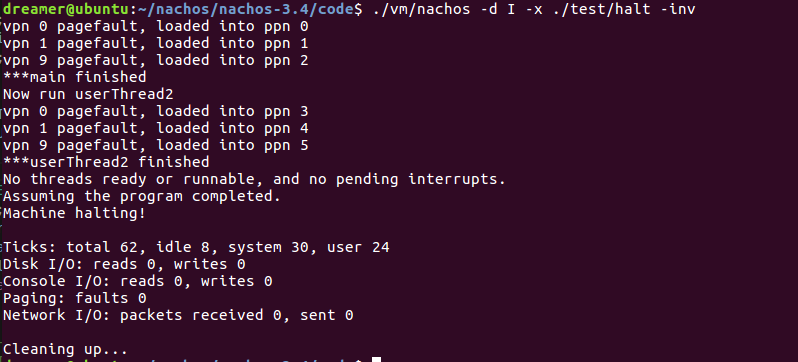 dreamer@ubuntu:~/nachos/nachos-3.4/code$ ./vm/nachos -d I -x ./test/halt -inv
vpn 0 pagefault, loaded into ppn 0
vpn 1 pagefault, loaded into ppn 1
vpn 9 pagefault, loaded into ppn 2
***main finished
Now run userThread2
vpn 0 pagefault, loaded into ppn 3
vpn 1 pagefault, loaded into ppn 4
vpn 9 pagefault, loaded into ppn 5
***userThread2 finished
No threads ready or runnable, and no pending interrupts.
Assuming the program completed.
Machine halting!
Ticks: total 62, idle 8, system 30, user 24
Disk I/O: reads 0, writes 0
Console I/O: reads 0, writes 0
Paging: faults 0
Network I/O: packets received 0, sent 0
Cleaning up...